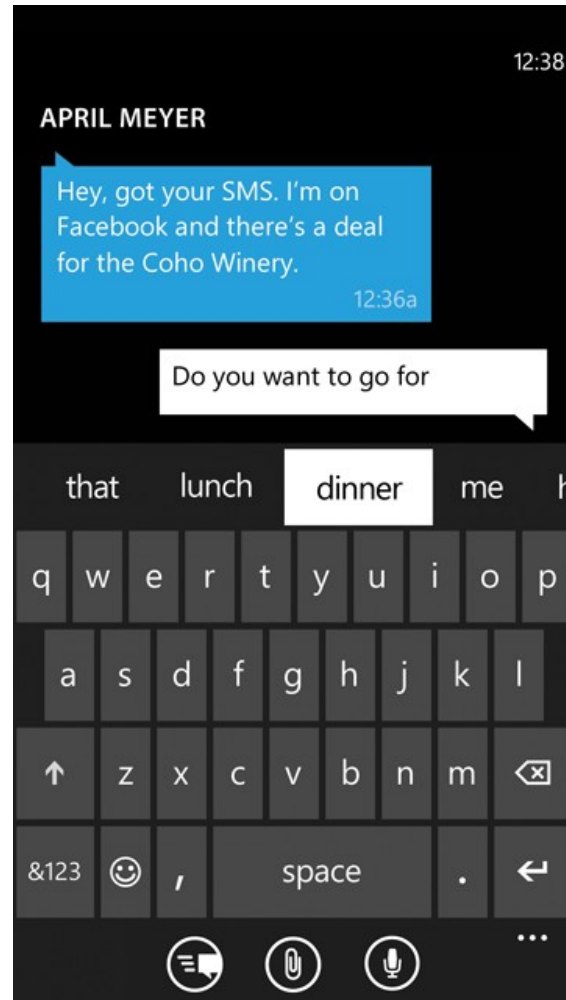 12:38
APRIL MEYER
Hey, got your SMS. I'm on
Facebook and there's a deal
for the Coho Winery.
12:36a
Do you want to go for
that lunch dinner me h
q w e r t y u i o p
a s d f g h j k l
z x c v b n m
&123 , space .